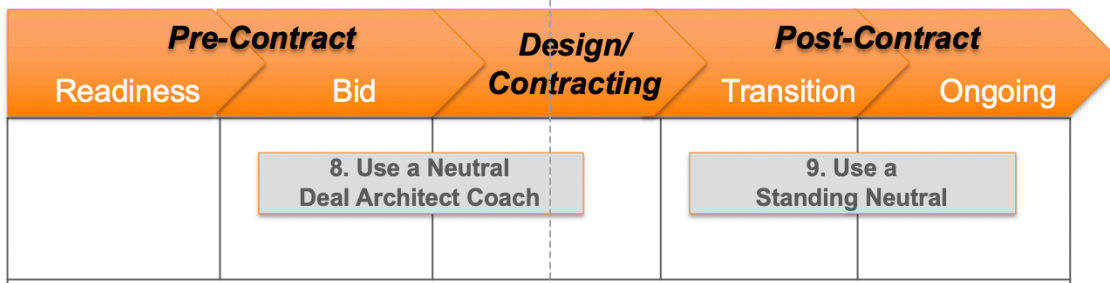 Pre-Contract
Readiness
Bid
Design/
Contracting
Post-Contract
Transition
Ongoing
8. Use a Neutral
Deal Architect Coach
9. Use a
Standing Neutral